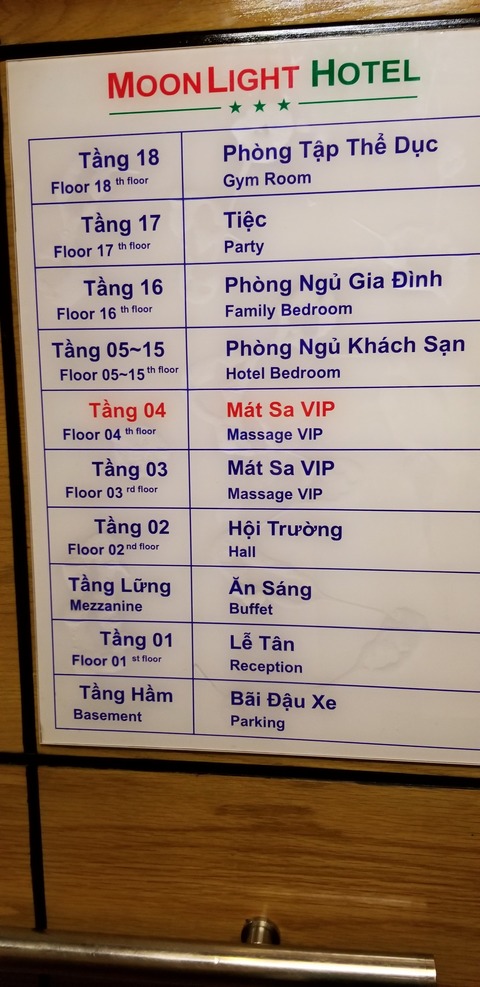 MOONLIGHT HOTEL
Tầng 18
Floor 18 th floor
Phòng Tập Thể Dục
Gym Room
Tầng 17
Floor 17 th floor
Tiệc
Party
Tầng 16
Floor 16 th floor
Phòng Ngủ Gia Đình
Family Bedroom
Tầng 05~15
Floor 05~15 th floor
Phòng Ngủ Khách Sạn
Hotel Bedroom
Tầng 04
Floor 04 th floor
Mát Sa VIP
Massage VIP
Tầng 03
Floor 03 rd floor
Mát Sa VIP
Massage VIP
Tầng 02
Floor 02 nd floor
Hội Trường
Hall
Tầng Lững
Mezzanine
Ăn Sáng
Buffet
Tầng 01
Floor 01 st floor
Lễ Tân
Reception
Tầng Hầm
Basement
Bãi Đậu Xe
Parking